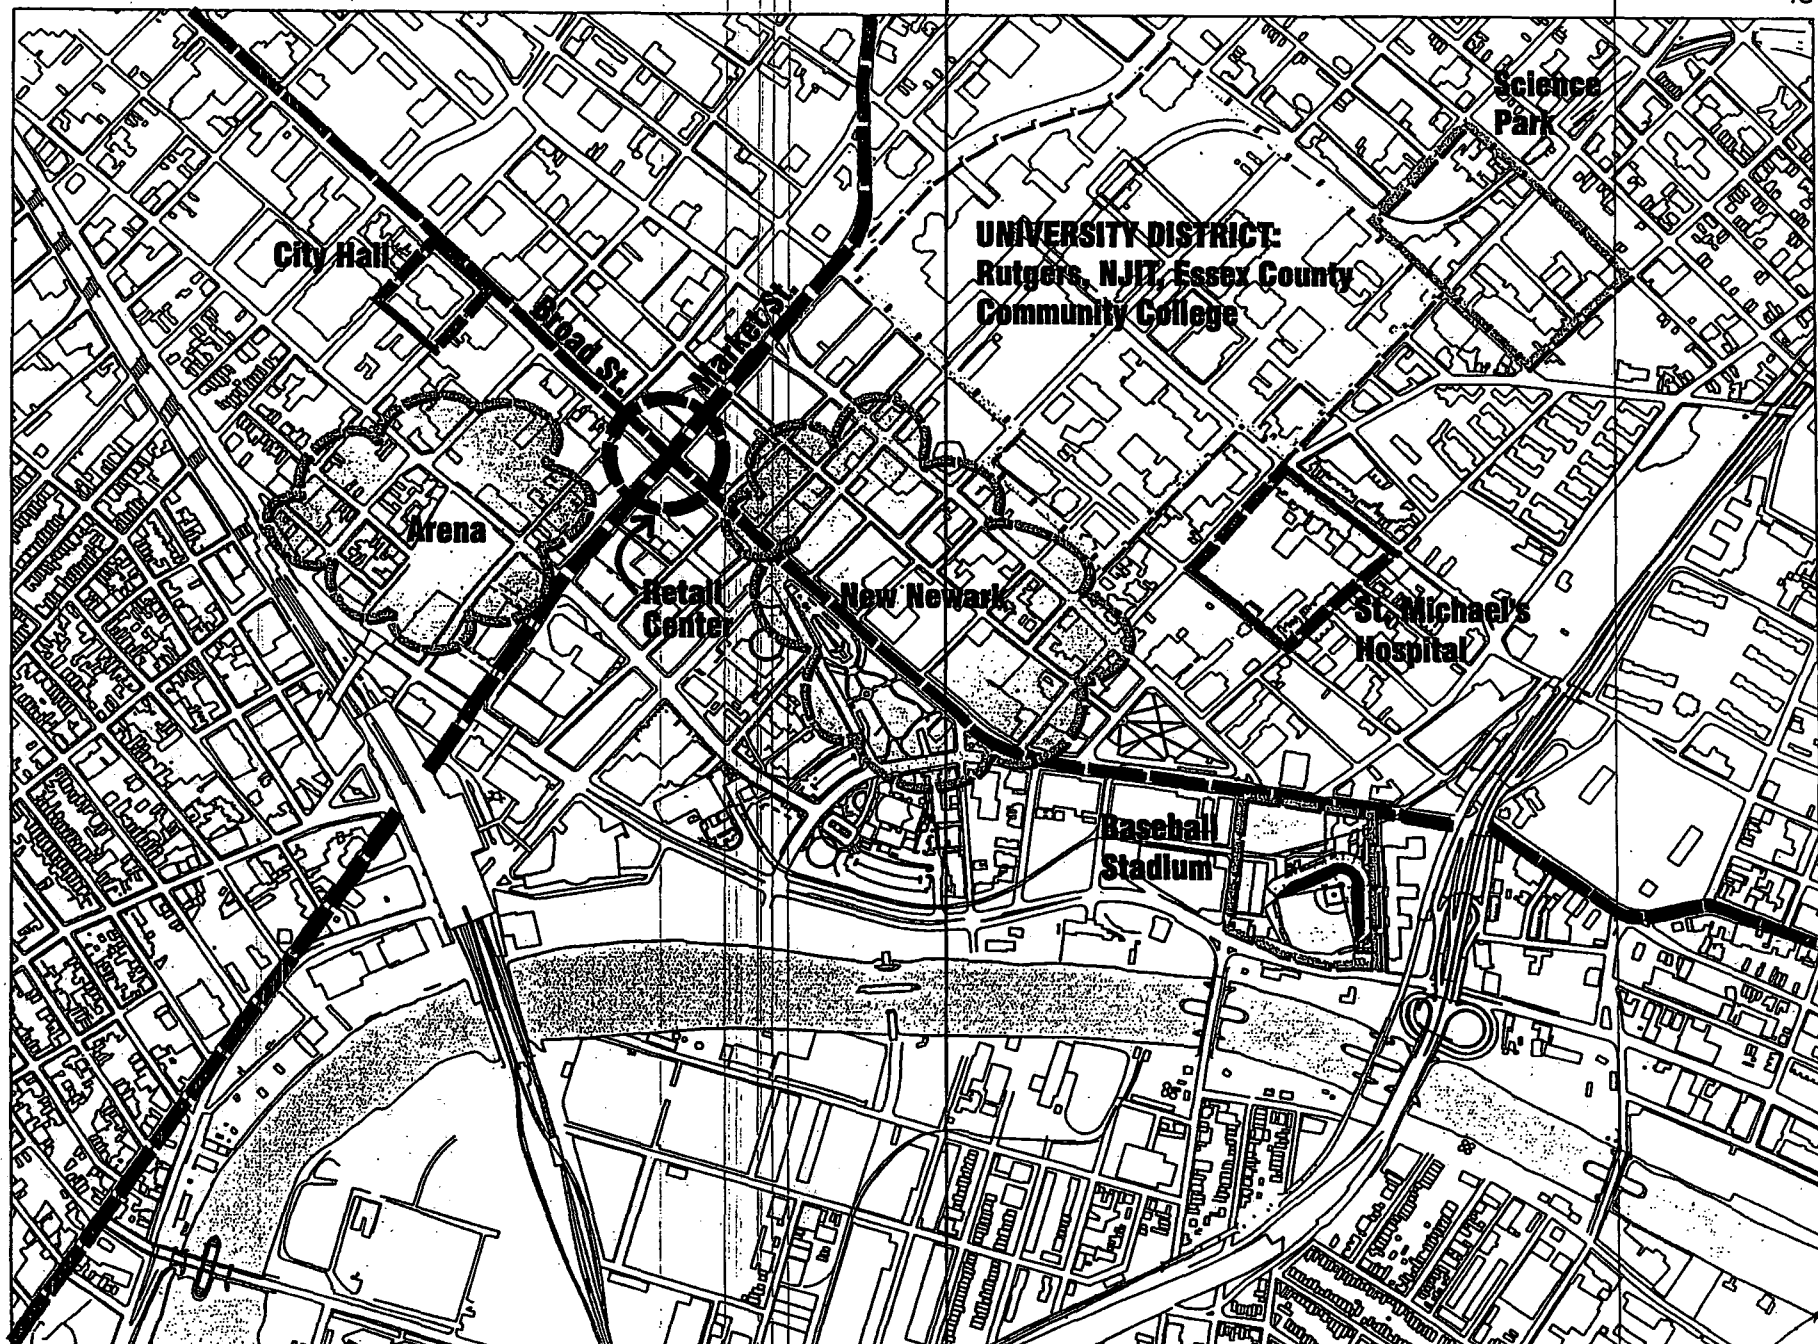 Science
Park
UNIVERSITY DISTRICT:
Rutgers, NJIT, Essex County
Community College
City Hall
Broad St.
Market St.
Arena
Retail
Center
New Newark
St. Michael's
Hospital
Baseball
Stadium